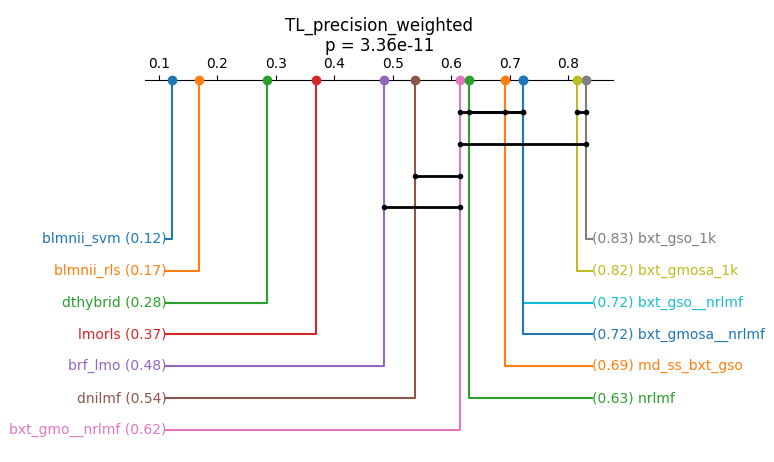 TL_precision_weighted
p = 3.36e-11
0.1 0.2 0.3 0.4 0.5 0.6 0.7 0.8
blmnii_svm (0.12) (0.83) bxt_gso_1k
blmnii_rls (0.17) (0.82) bxt_gmosa_1k
dthybrid (0.28) (0.72) bxt_gso__nrlmf
lmorls (0.37) (0.72) bxt_gmosa__nrlmf
brf_lmo (0.48) (0.69) md_ss_bxt_gso
dnilmf (0.54) (0.63) nrlmf
bxt_gmo__nrlmf (0.62)